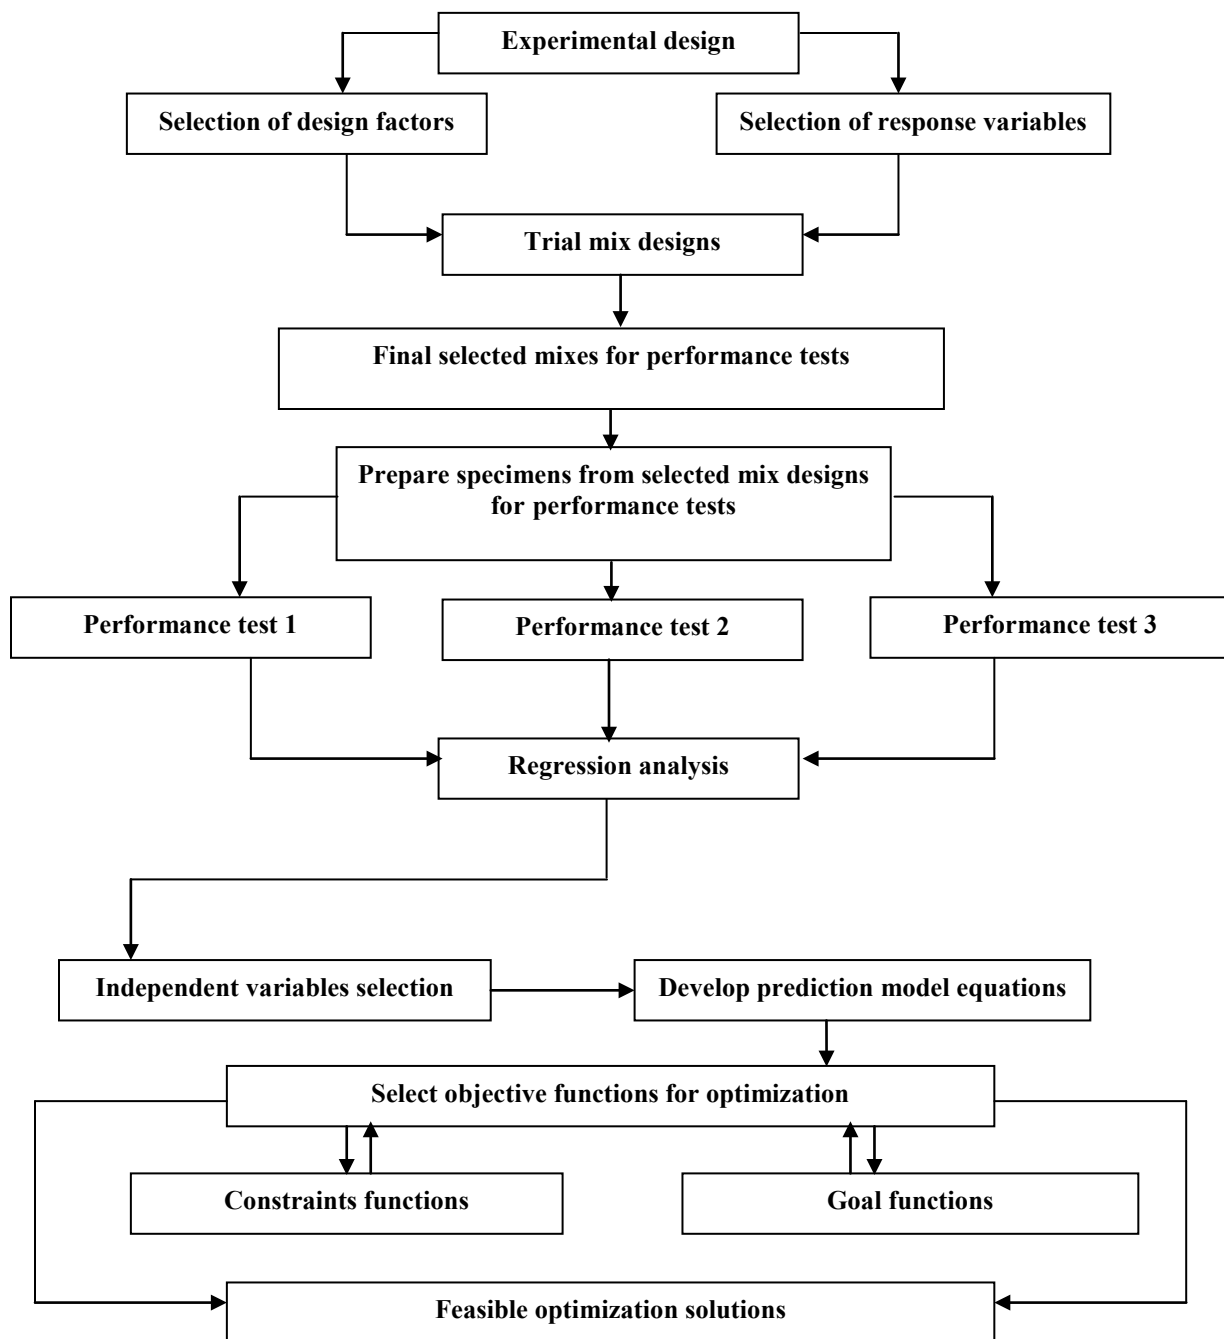 Experimental design
Selection of design factors
Selection of response variables
Trial mix designs
Final selected mixes for performance tests
Prepare specimens from selected mix designs
for performance tests
Performance test 1
Performance test 2
Performance test 3
Regression analysis
Independent variables selection
Develop prediction model equations
Select objective functions for optimization
Constraints functions
Goal functions
Feasible optimization solutions